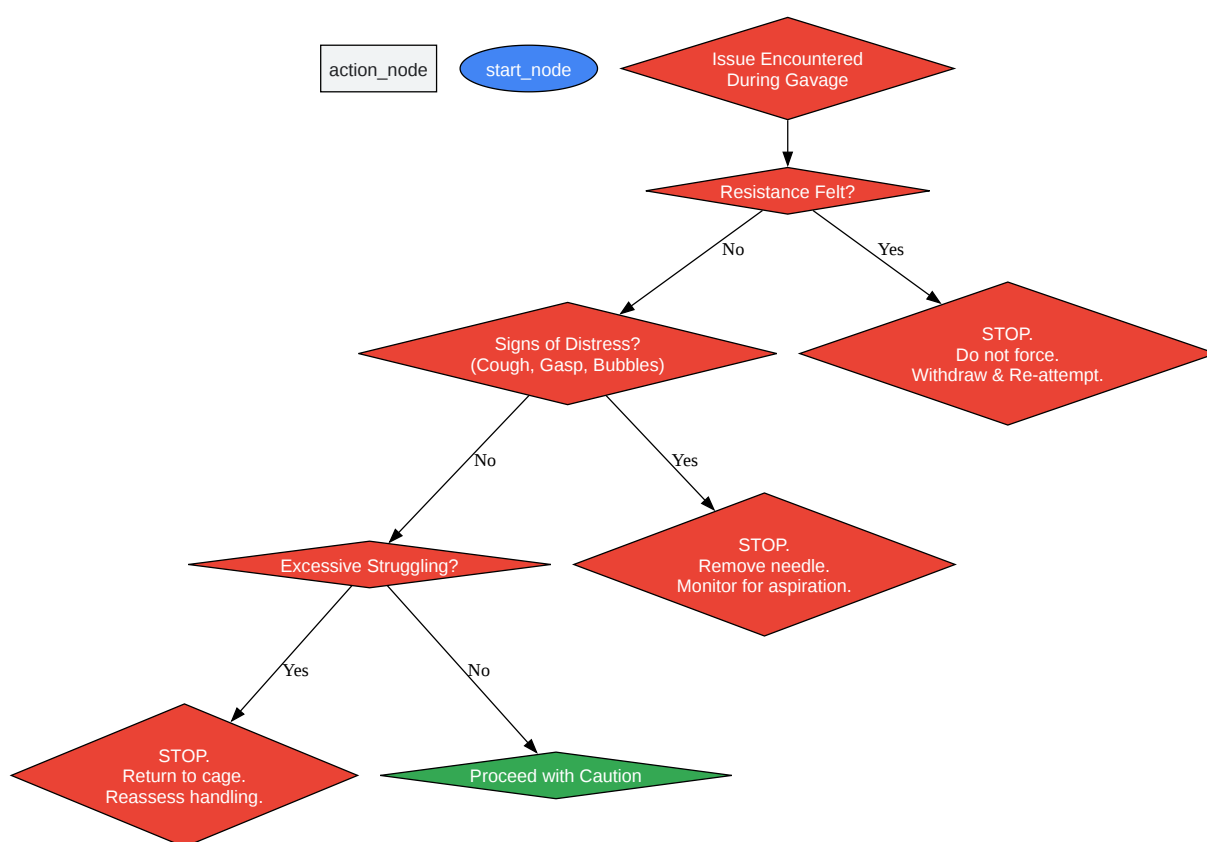 action_node
start_node
Issue Encountered
During Gavage
Resistance Felt?
No
Yes
Signs of Distress?
(Cough, Gasp, Bubbles)
STOP.
Do not force.
Withdraw & Re-attempt.
No
Yes
Excessive Struggling?
STOP.
Remove needle.
Monitor for aspiration.
Yes
No
STOP.
Return to cage.
Reassess handling.
Proceed with Caution